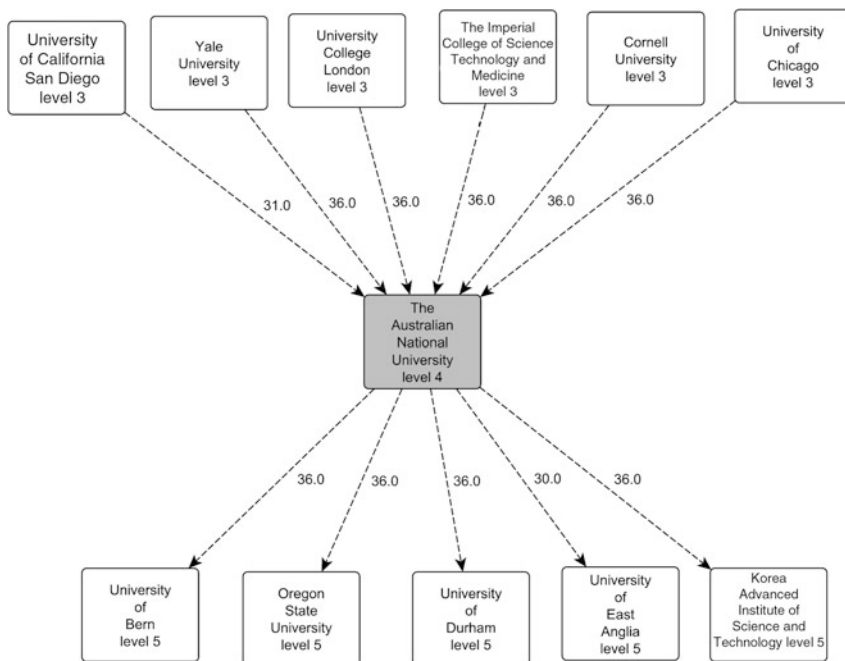 University
of California
San Diego
level 3
Yale
University
level 3
University
College
London
level 3
The Imperial
College of Science
Technology and
Medicine
level 3
Cornell
University
level 3
University
of
Chicago
level 3
31.0
36.0
36.0
36.0
36.0
36.0
The
Australian
National
University
level 4
36.0
36.0
36.0
30.0
36.0
University
of
Bern
level 5
Oregon
State
University
level 5
University
of
Durham
level 5
University
of
East
Anglia
level 5
Korea
Advanced
Institute of
Science and
Technology level 5